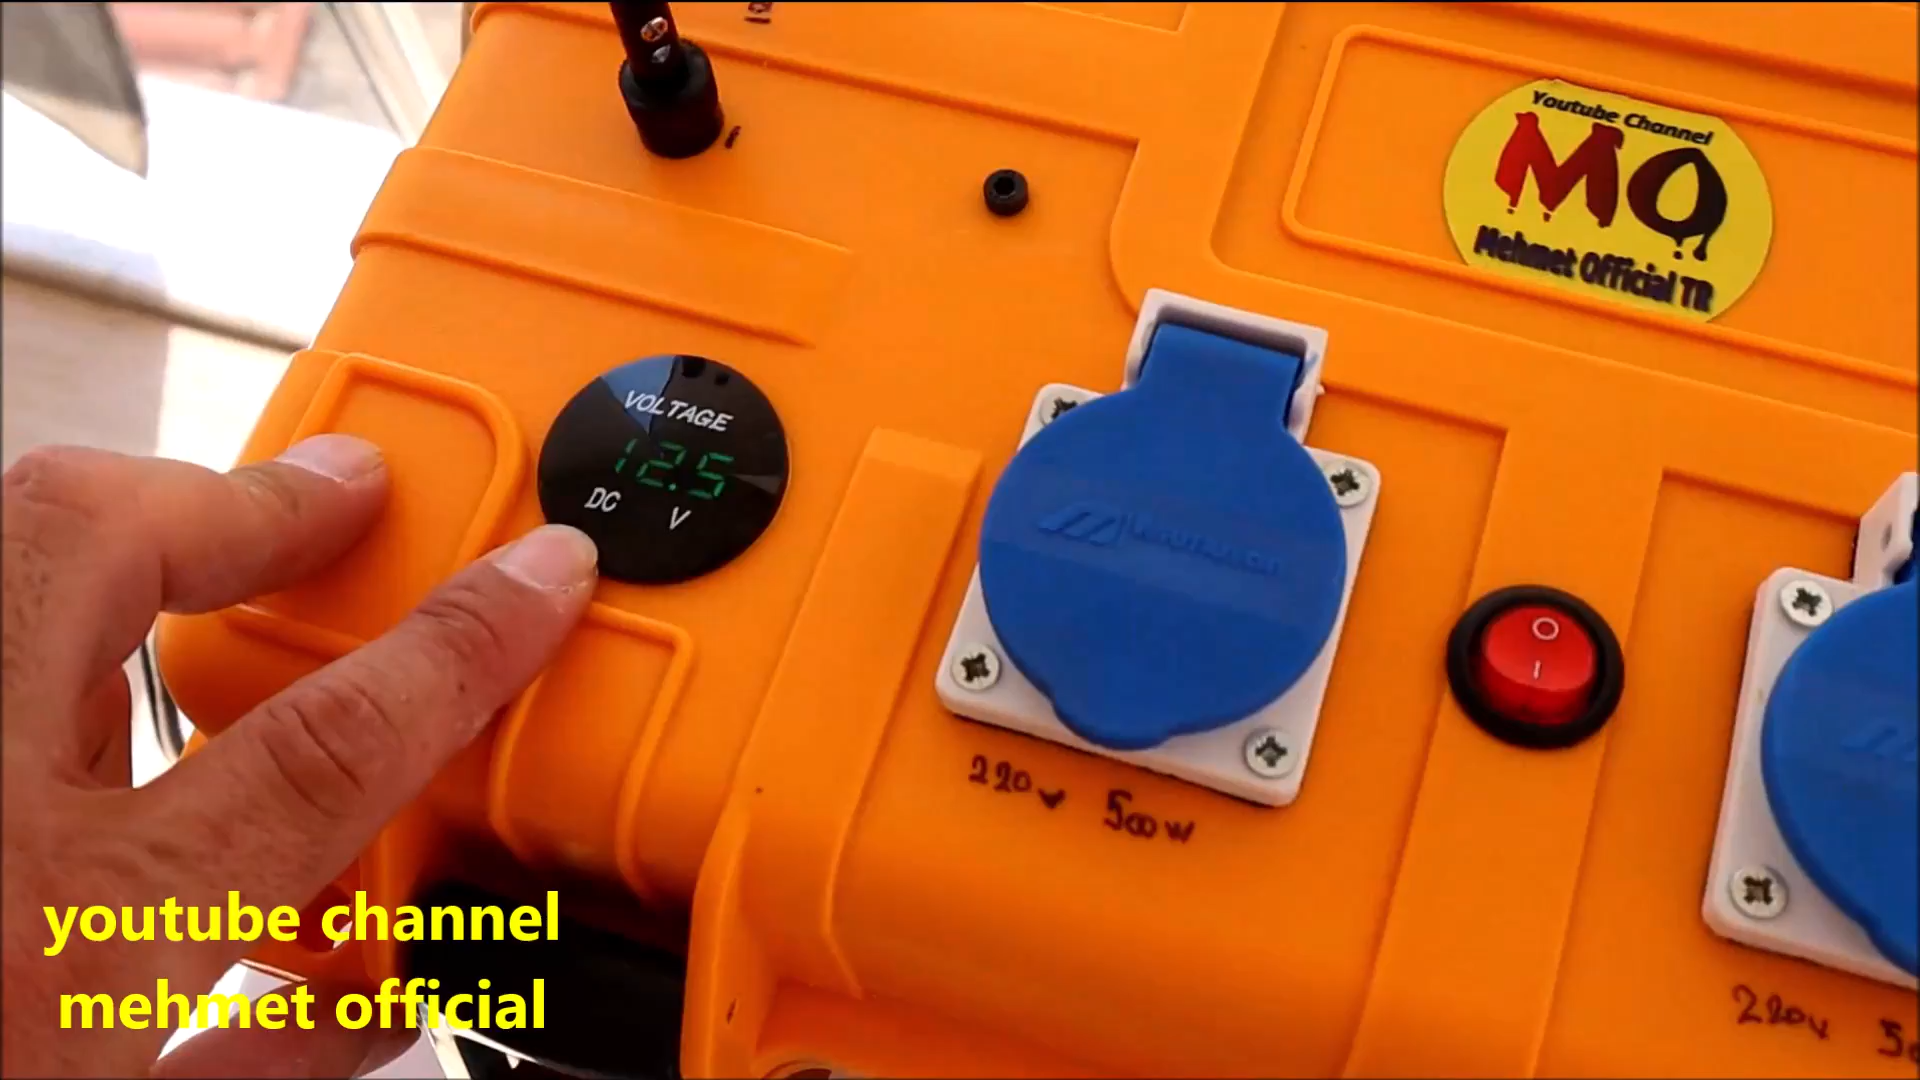 Youtube Channel
MO
Mehmet Official TR
VOLTAGE
12.5
DC
V
220v 500w
220v
youtube channel
mehmet official